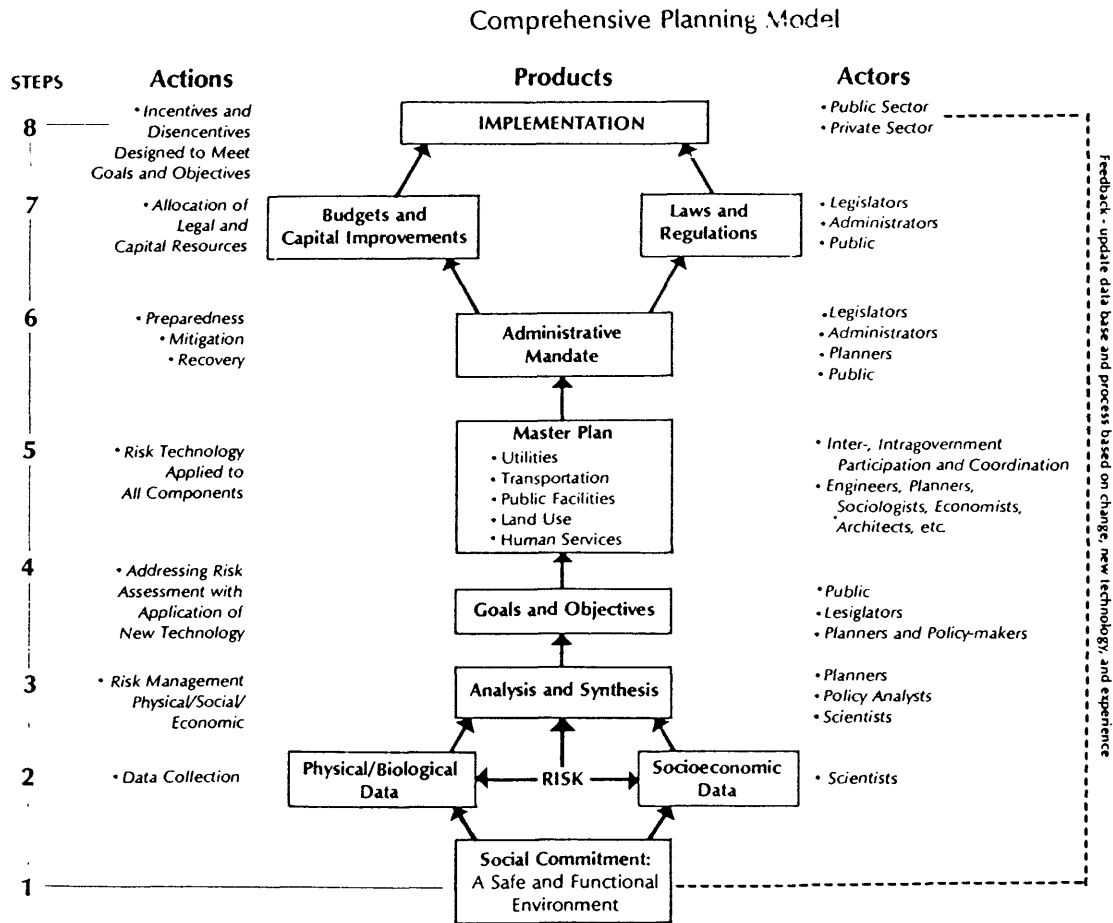 Comprehensive Planning Model
STEPS
Actions
Products
Actors
8
• Incentives and
Disencentives
Designed to Meet
Goals and Objectives
IMPLEMENTATION
• Public Sector
• Private Sector
7
• Allocation of
Legal and
Capital Resources
Budgets and
Capital Improvements
Laws and
Regulations
• Legislators
• Administrators
• Public
6
• Preparedness
• Mitigation
• Recovery
Administrative
Mandate
• Legislators
• Administrators
• Planners
• Public
5
• Risk Technology
Applied to
All Components
Master Plan
• Utilities
• Transportation
• Public Facilities
• Land Use
• Human Services
• Inter-, Intragovernment
Participation and Coordination
• Engineers, Planners,
Sociologists, Economists,
Architects, etc.
4
• Addressing Risk
Assessment with
Application of
New Technology
Goals and Objectives
• Public
• Lesiglators
• Planners and Policy-makers
3
• Risk Management
Physical/Social/
Economic
Analysis and Synthesis
• Planners
• Policy Analysts
• Scientists
2
• Data Collection
Physical/Biological
Data
RISK
Socioeconomic
Data
• Scientists
1
Social Commitment:
A Safe and Functional
Environment
Feedback - update data base and process based on change, new technology, and experience